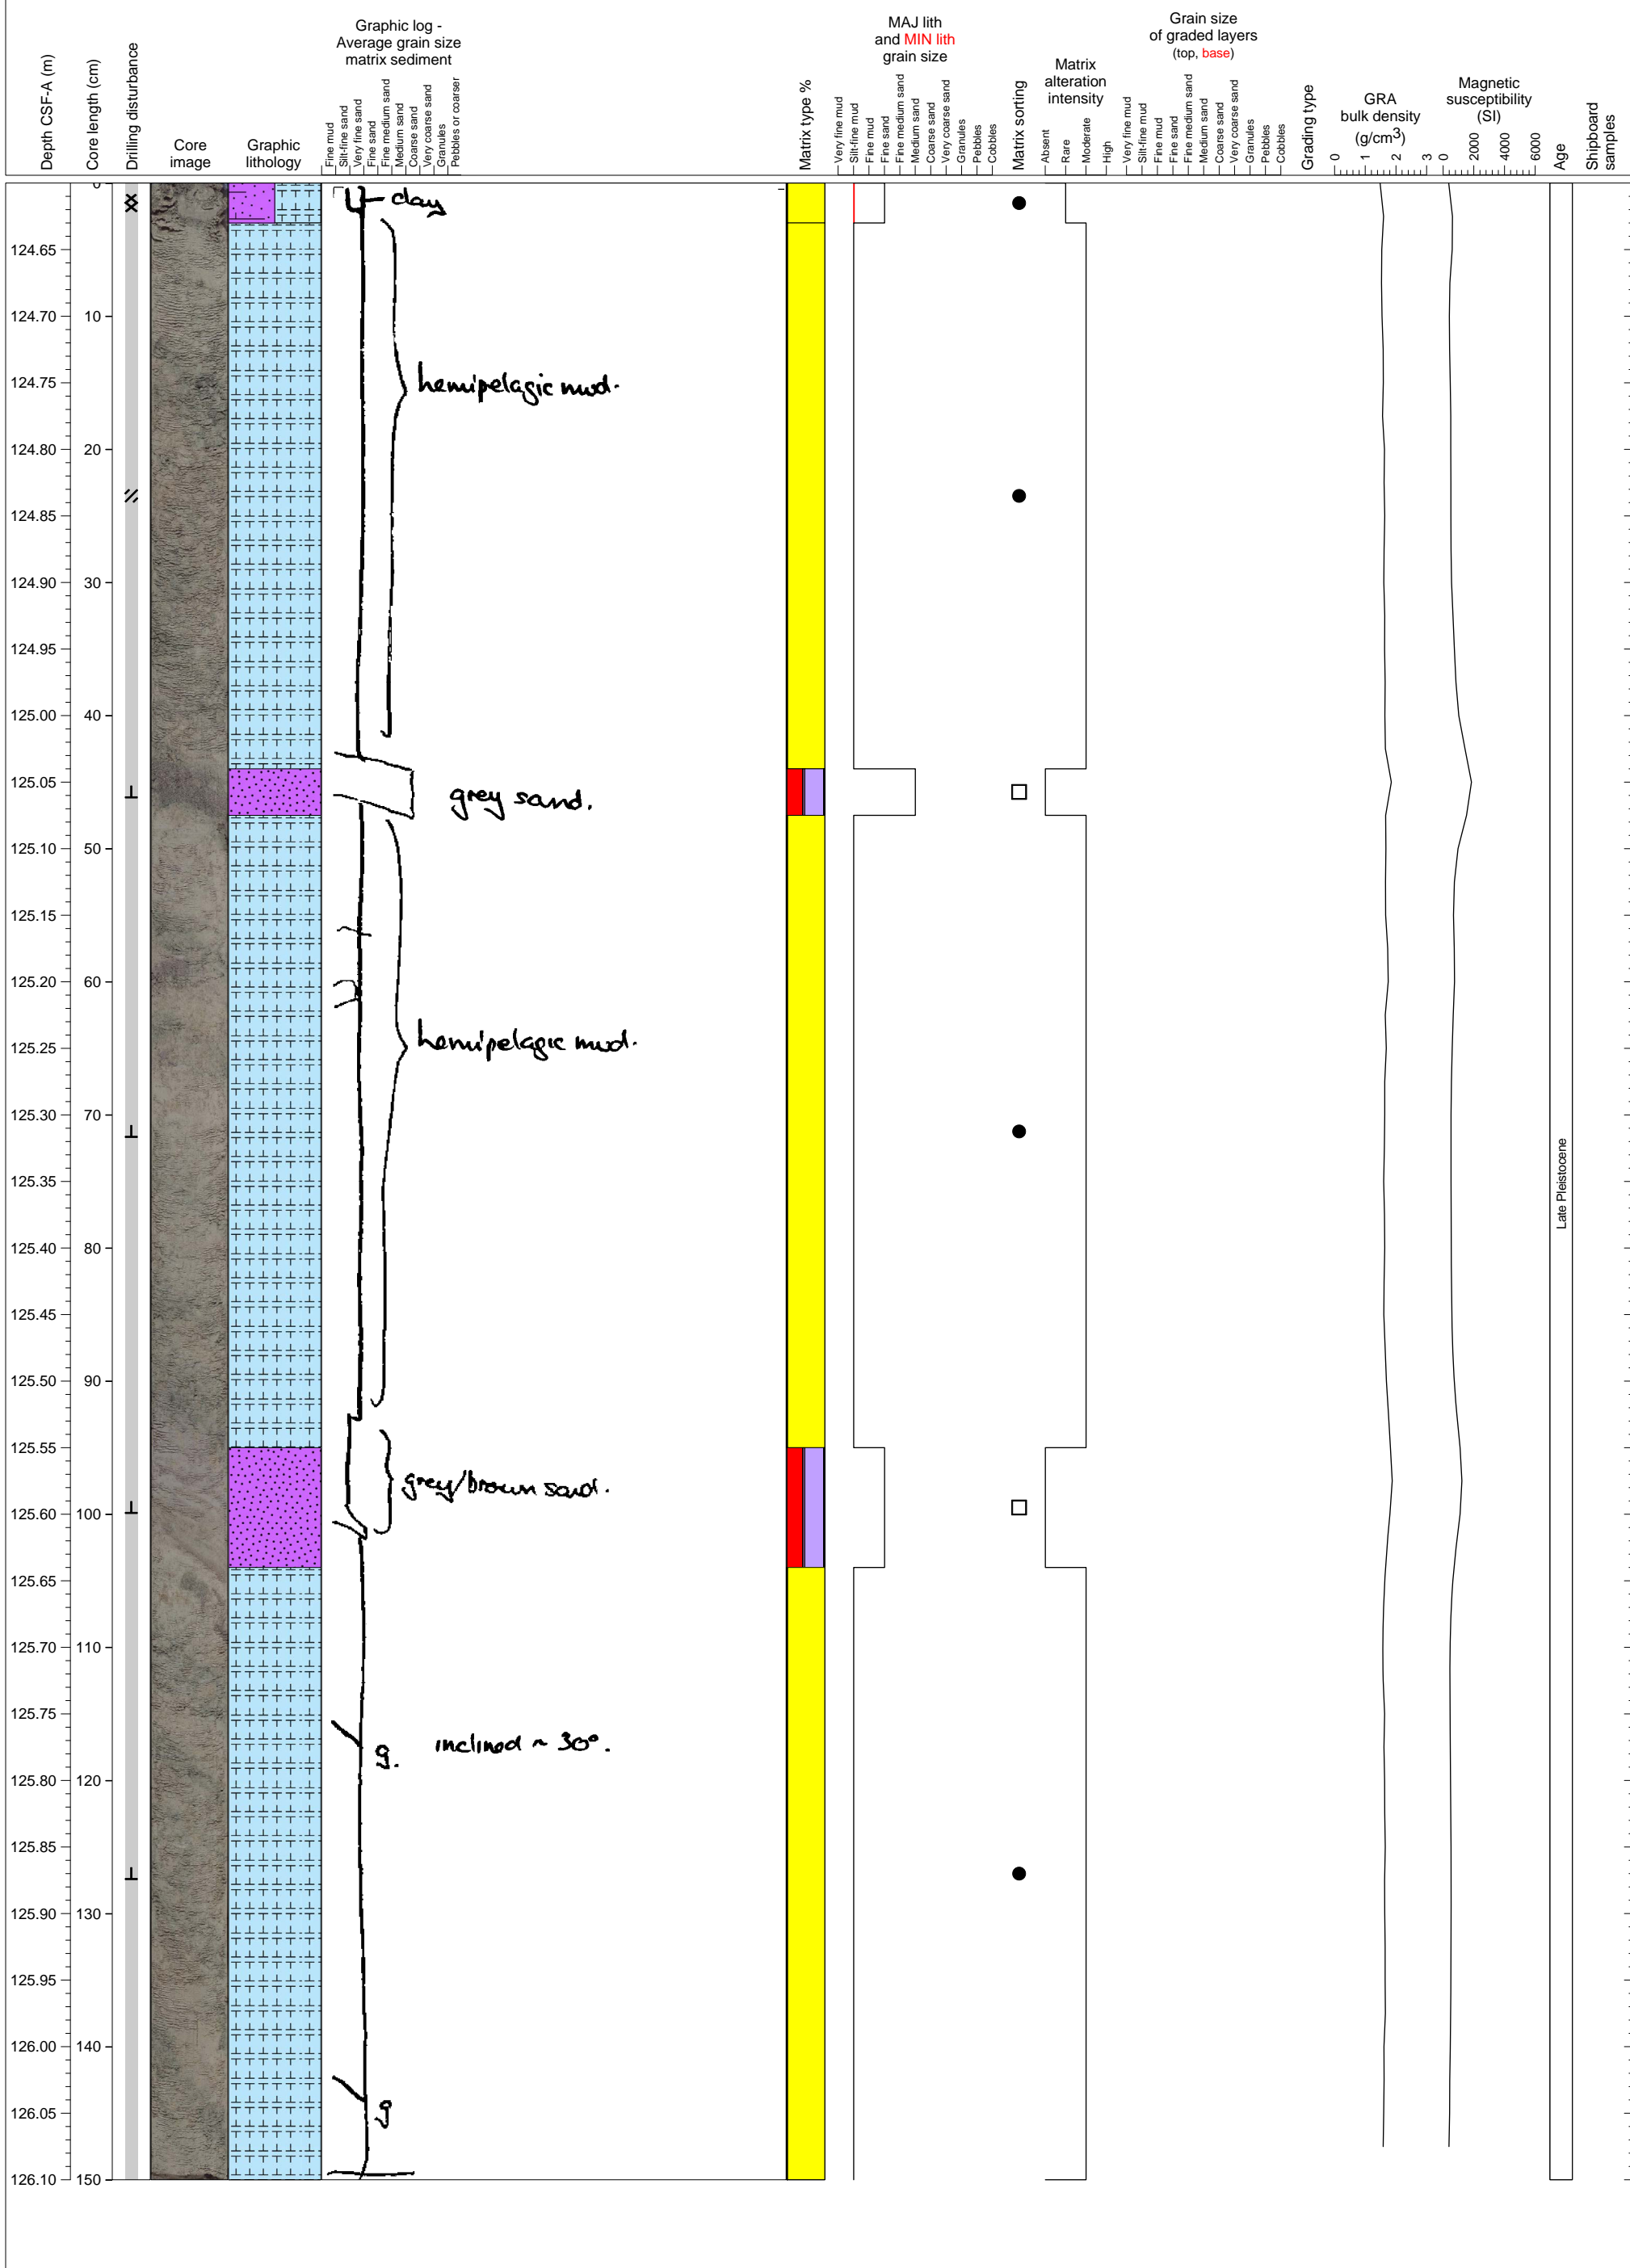 Depth CSF-A (m)
Core length (cm)
Drilling disturbance
Core
image
Graphic
lithology
Graphic log -
Average grain size
matrix sediment
Fine mud
Silt-fine sand
Very fine sand
Fine sand
Fine medium sand
Medium sand
Coarse sand
Very coarse sand
Granules
Pebbles or coarser
Matrix type %
MAJ lith
and MIN lith
grain size
Very fine mud
Silt-fine mud
Fine mud
Fine sand
Fine medium sand
Medium sand
Coarse sand
Very coarse sand
Granules
Pebbles
Cobbles
Matrix sorting
Matrix
alteration
intensity
Absent
Rare
Moderate
High
Grain size
of graded layers
(top, base)
Very fine mud
Silt-fine mud
Fine mud
Fine sand
Fine medium sand
Medium sand
Coarse sand
Very coarse sand
Granules
Pebbles
Cobbles
Grading type
GRA
bulk density
(g/cm3)
0 1 2 3
Magnetic
susceptibility
(SI)
0 2000 4000 6000
Age
Shipboard
samples
0
clay
124.65
124.70 10
124.75
hemipelagic mud.
124.80 20
124.85
124.90 30
124.95
125.00 40
125.05
grey sand.
125.10 50
125.15
125.20 60
125.25
hemipelagic mud.
125.30 70
125.35
Late Pleistocene
125.40 80
125.45
125.50 90
125.55
grey/brown sand.
125.60 100
125.65
125.70 110
125.75
g. inclined ~ 30°.
125.80 120
125.85
125.90 130
125.95
126.00 140
126.05
g
126.10 150